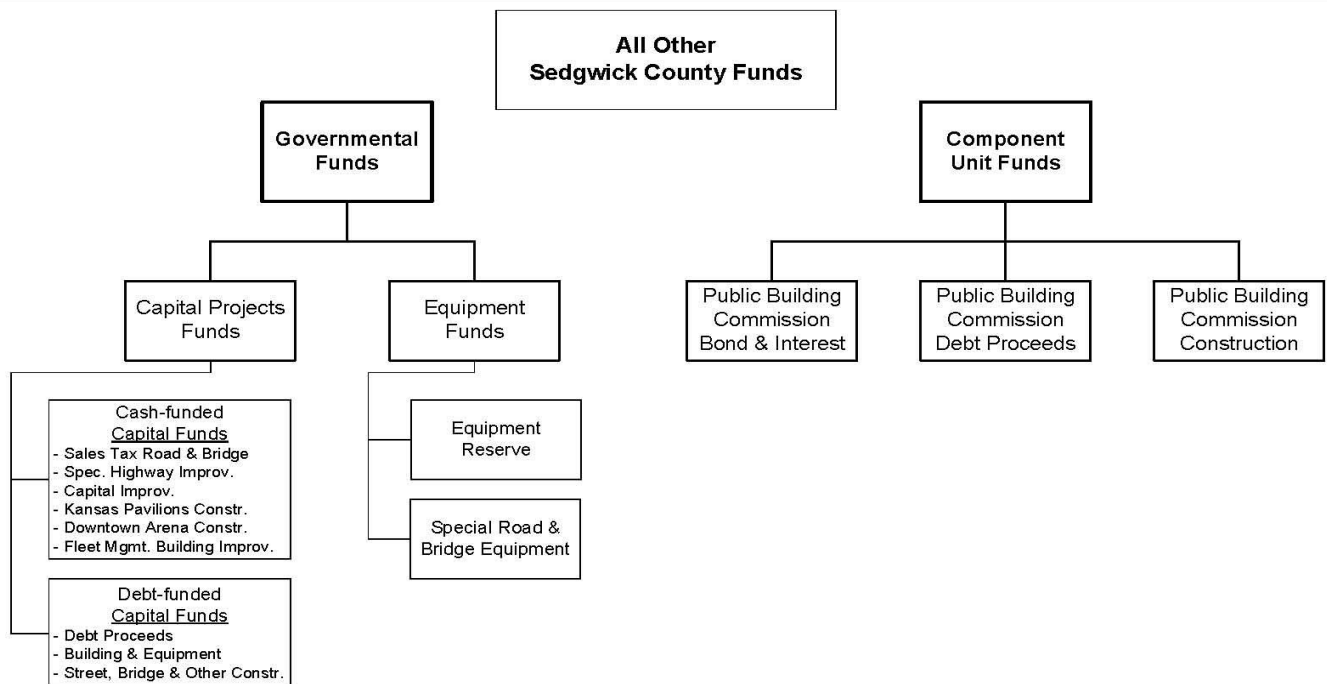 All Other
Sedgwick County Funds
Governmental
Funds
Component
Unit Funds
Capital Projects
Funds
Equipment
Funds
Public Building
Commission
Bond & Interest
Public Building
Commission
Debt Proceeds
Public Building
Commission
Construction
Cash-funded
Capital Funds
- Sales Tax Road & Bridge
- Spec. Highway Improv.
- Capital Improv.
- Kansas Pavilions Constr.
- Downtown Arena Constr.
- Fleet Mgmt. Building Improv.
Equipment
Reserve
Special Road &
Bridge Equipment
Debt-funded
Capital Funds
- Debt Proceeds
- Building & Equipment
- Street, Bridge & Other Constr.